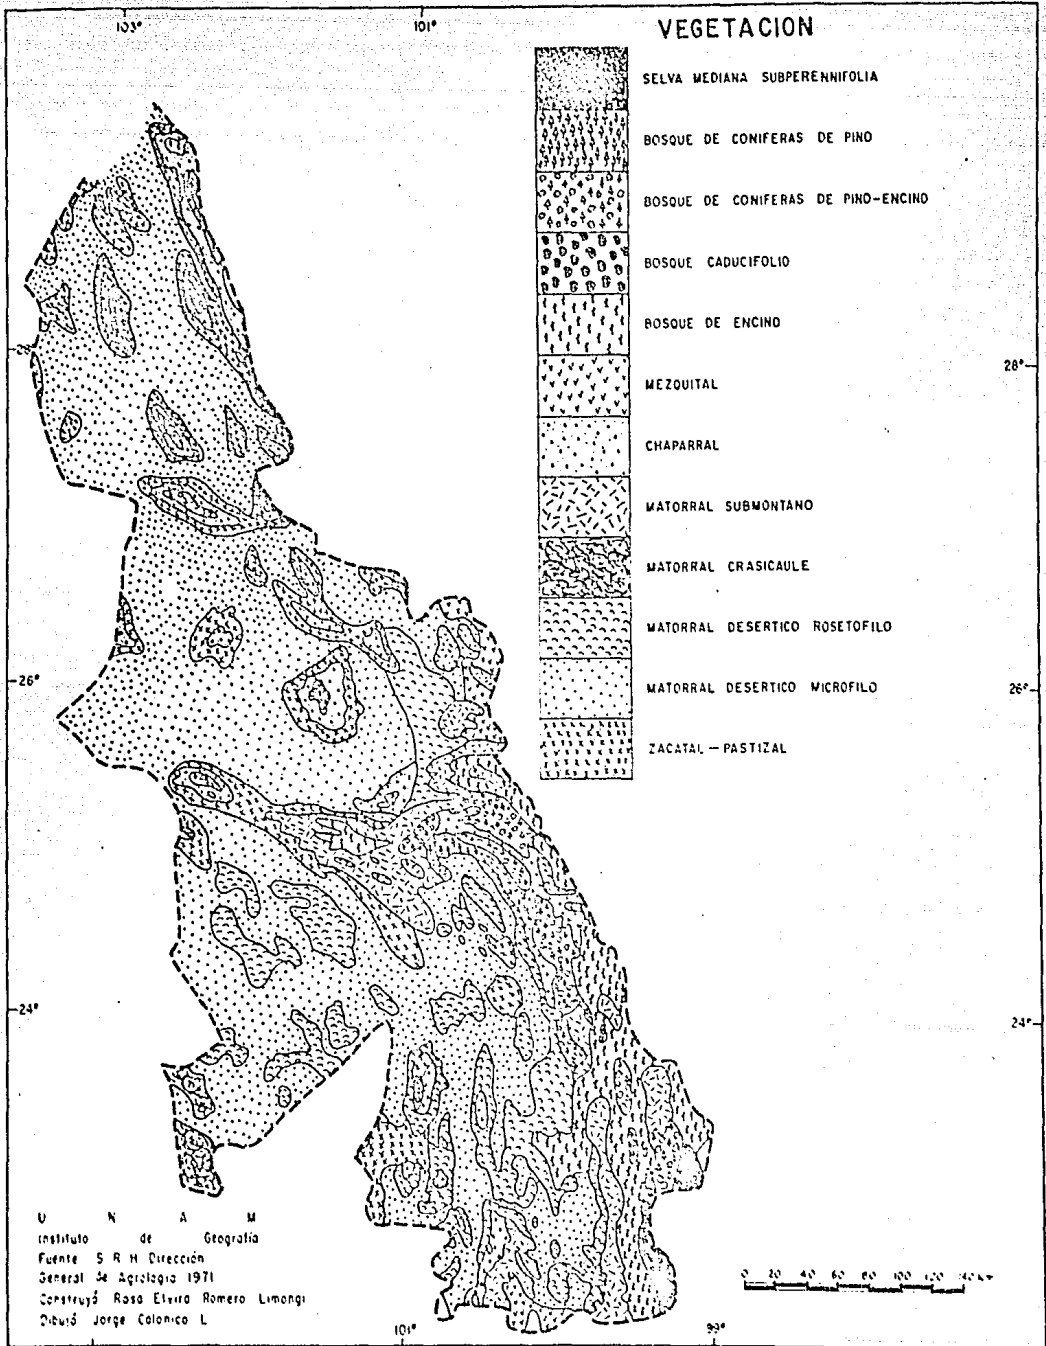 103° 101°
VEGETACION
SELVA MEDIANA SUBPERENNIFOLIA
BOSQUE DE CONIFERAS DE PINO
BOSQUE DE CONIFERAS DE PINO-ENCINO
BOSQUE CADUCIFOLIO
BOSQUE DE ENCINO
MEZQUITAL
CHAPARRAL
MATORRAL SUBMONTANO
MATORRAL CRASICAULE
MATORRAL DESERTICO ROSETOFILO
MATORRAL DESERTICO MICROFILO
ZACATAL-PASTIZAL
28° 28°
26° 26°
24° 24°
U N A M
Instituto de Geografía
Fuente S R H Dirección
General de Agrología 1971
Construyó Rosa Elvira Romero Limongi
Dibujó Jorge Colonico L
0 20 40 60 80 100 120 140 Km
101° 99°